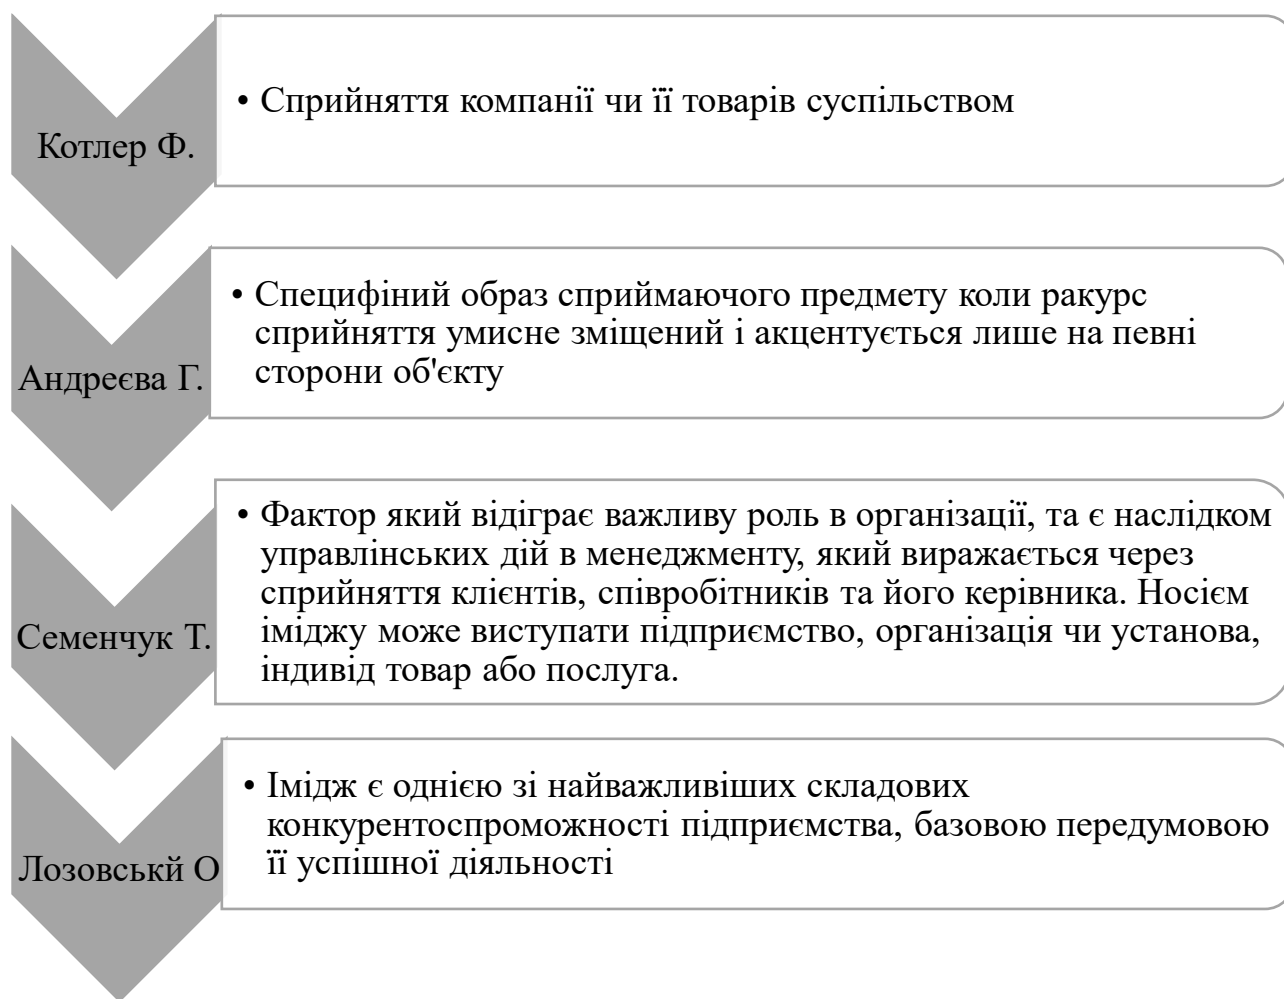 Котлер Ф.
• Сприйняття компанії чи її товарів суспільством
Андреєва Г.
• Специфіний образ сприймаючого предмету коли ракурс
сприйняття умисне зміщений і акцентується лише на певні
сторони об'єкту
Семенчук Т.
• Фактор який відіграє важливу роль в організації, та є наслідком
управлінських дій в менеджменту, який виражається через
сприйняття клієнтів, співробітників та його керівника. Носієм
іміджу може виступати підприємство, організація чи установа,
індивід товар або послуга.
Лозовськй О
• Імідж є однією зі найважливіших складових
конкурентоспроможності підприємства, базовою передумовою
її успішної діяльності